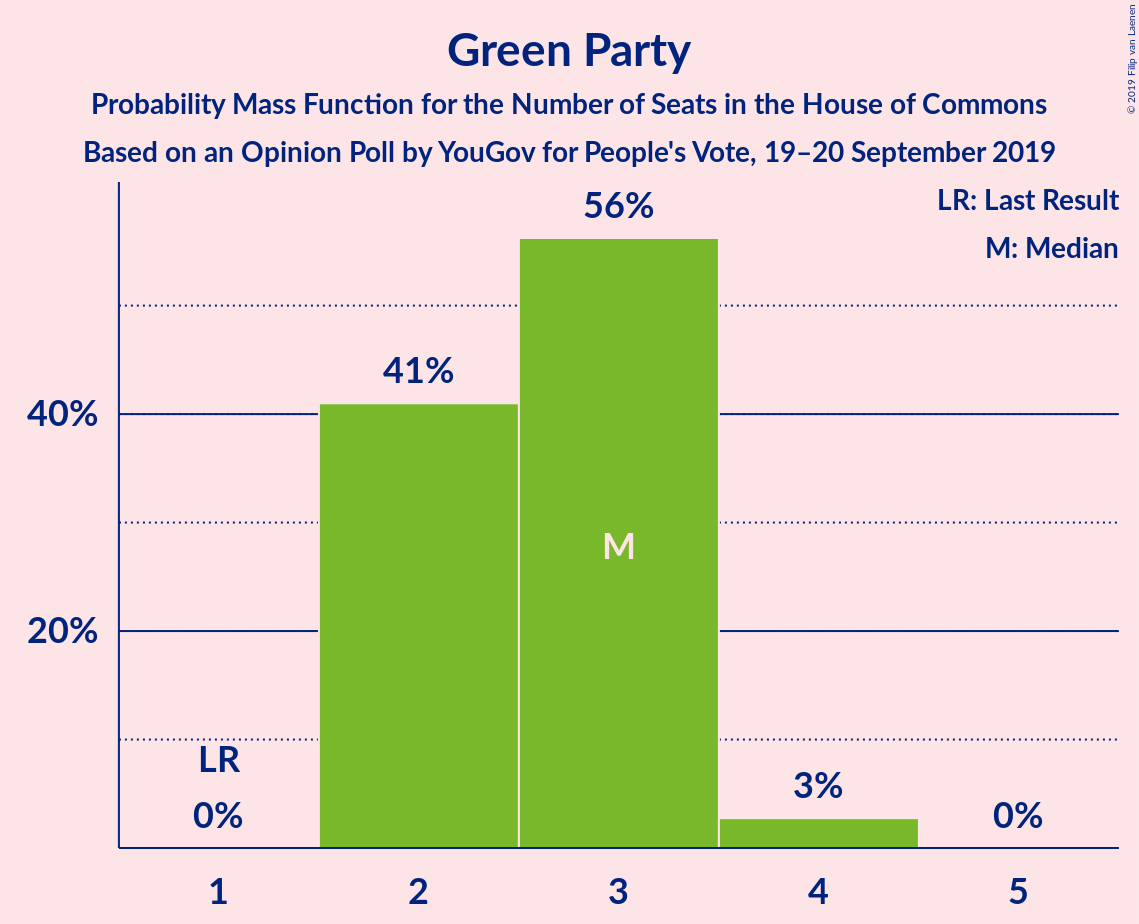 Green Party
Probability Mass Function for the Number of Seats in the House of Commons
Based on an Opinion Poll by YouGov for People's Vote, 19–20 September 2019
© 2019 Filip van Laenen
LR: Last Result
M: Median
56%
41%
40%
M
20%
LR
0%
3%
0%
1 2 3 4 5